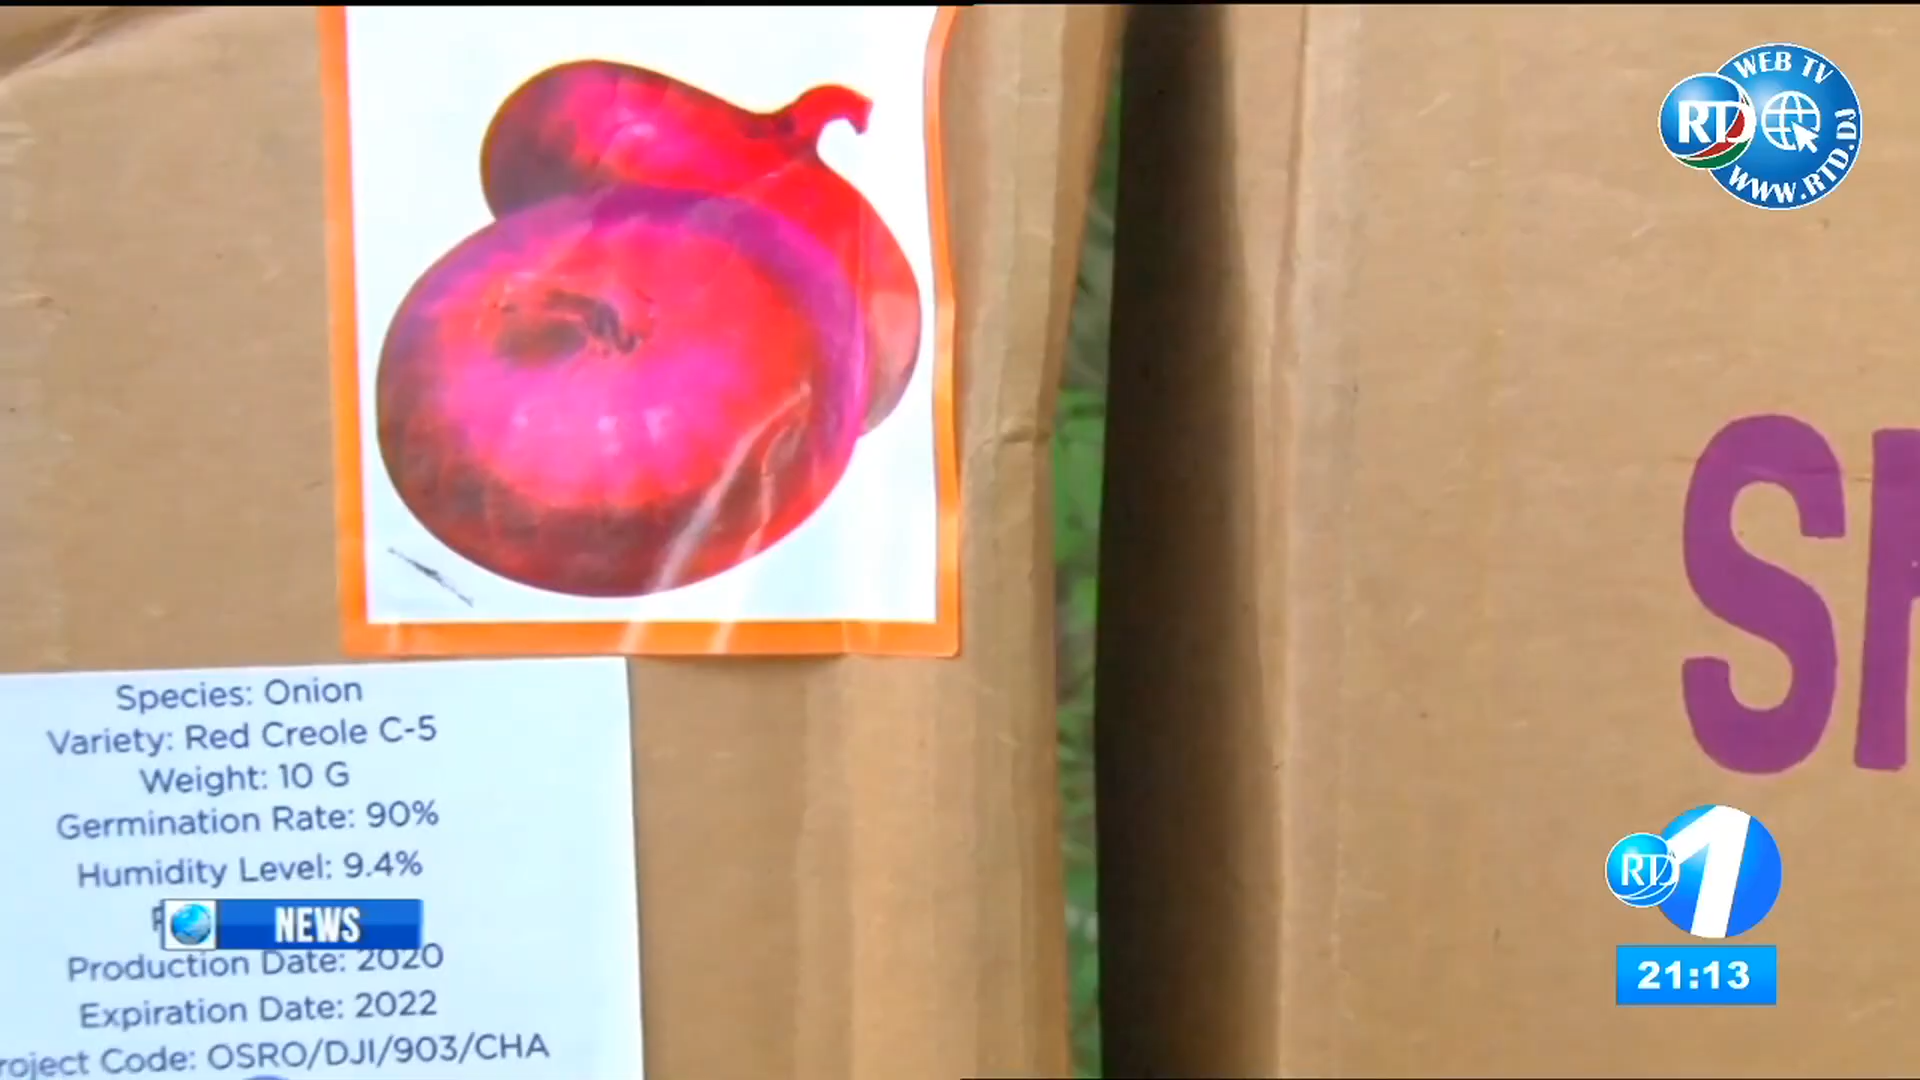 WEB TV
RTD
WWW.RTD.DJ
Species: Onion
Variety: Red Creole C-5
Weight: 10 G
Germination Rate: 90%
Humidity Level: 9.4%
NEWS
Production Date: 2020
Expiration Date: 2022
roject Code: OSRO/DJI/903/CHA
S
RTD 1
21:13